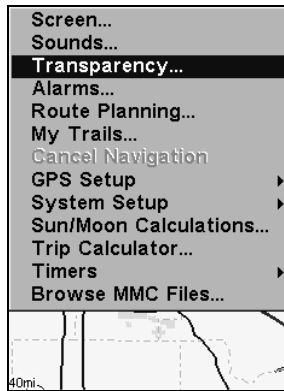 Screen...
Sounds...
Transparency...
Alarms...
Route Planning...
My Trails...
Cancel Navigation
GPS Setup
System Setup
Sun/Moon Calculations...
Trip Calculator...
Timers
Browse MMC Files...
40mi